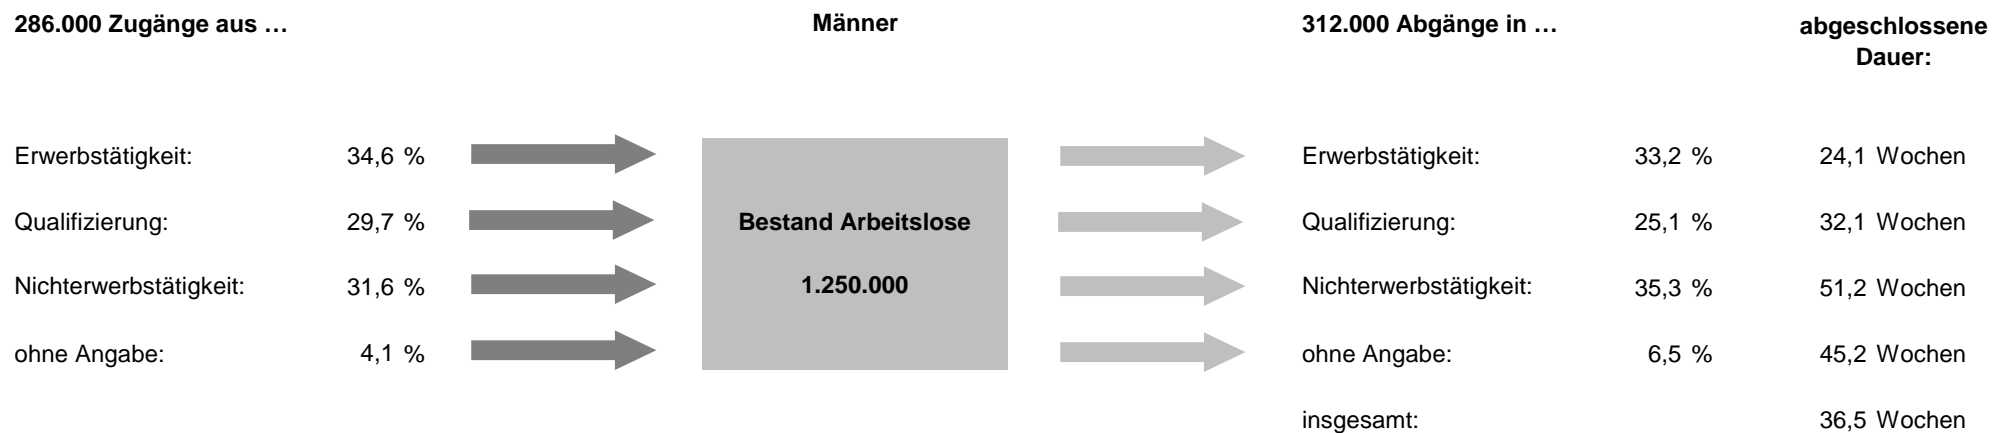 286.000 Zugänge aus … Männer 312.000 Abgänge in … abgeschlossene
Dauer:
Erwerbstätigkeit: 34,6 % Erwerbstätigkeit: 33,2 % 24,1 Wochen
Qualifizierung: 29,7 % Bestand Arbeitslose Qualifizierung: 25,1 % 32,1 Wochen
Nichterwerbstätigkeit: 31,6 % 1.250.000 Nichterwerbstätigkeit: 35,3 % 51,2 Wochen
ohne Angabe: 4,1 % ohne Angabe: 6,5 % 45,2 Wochen
insgesamt: 36,5 Wochen